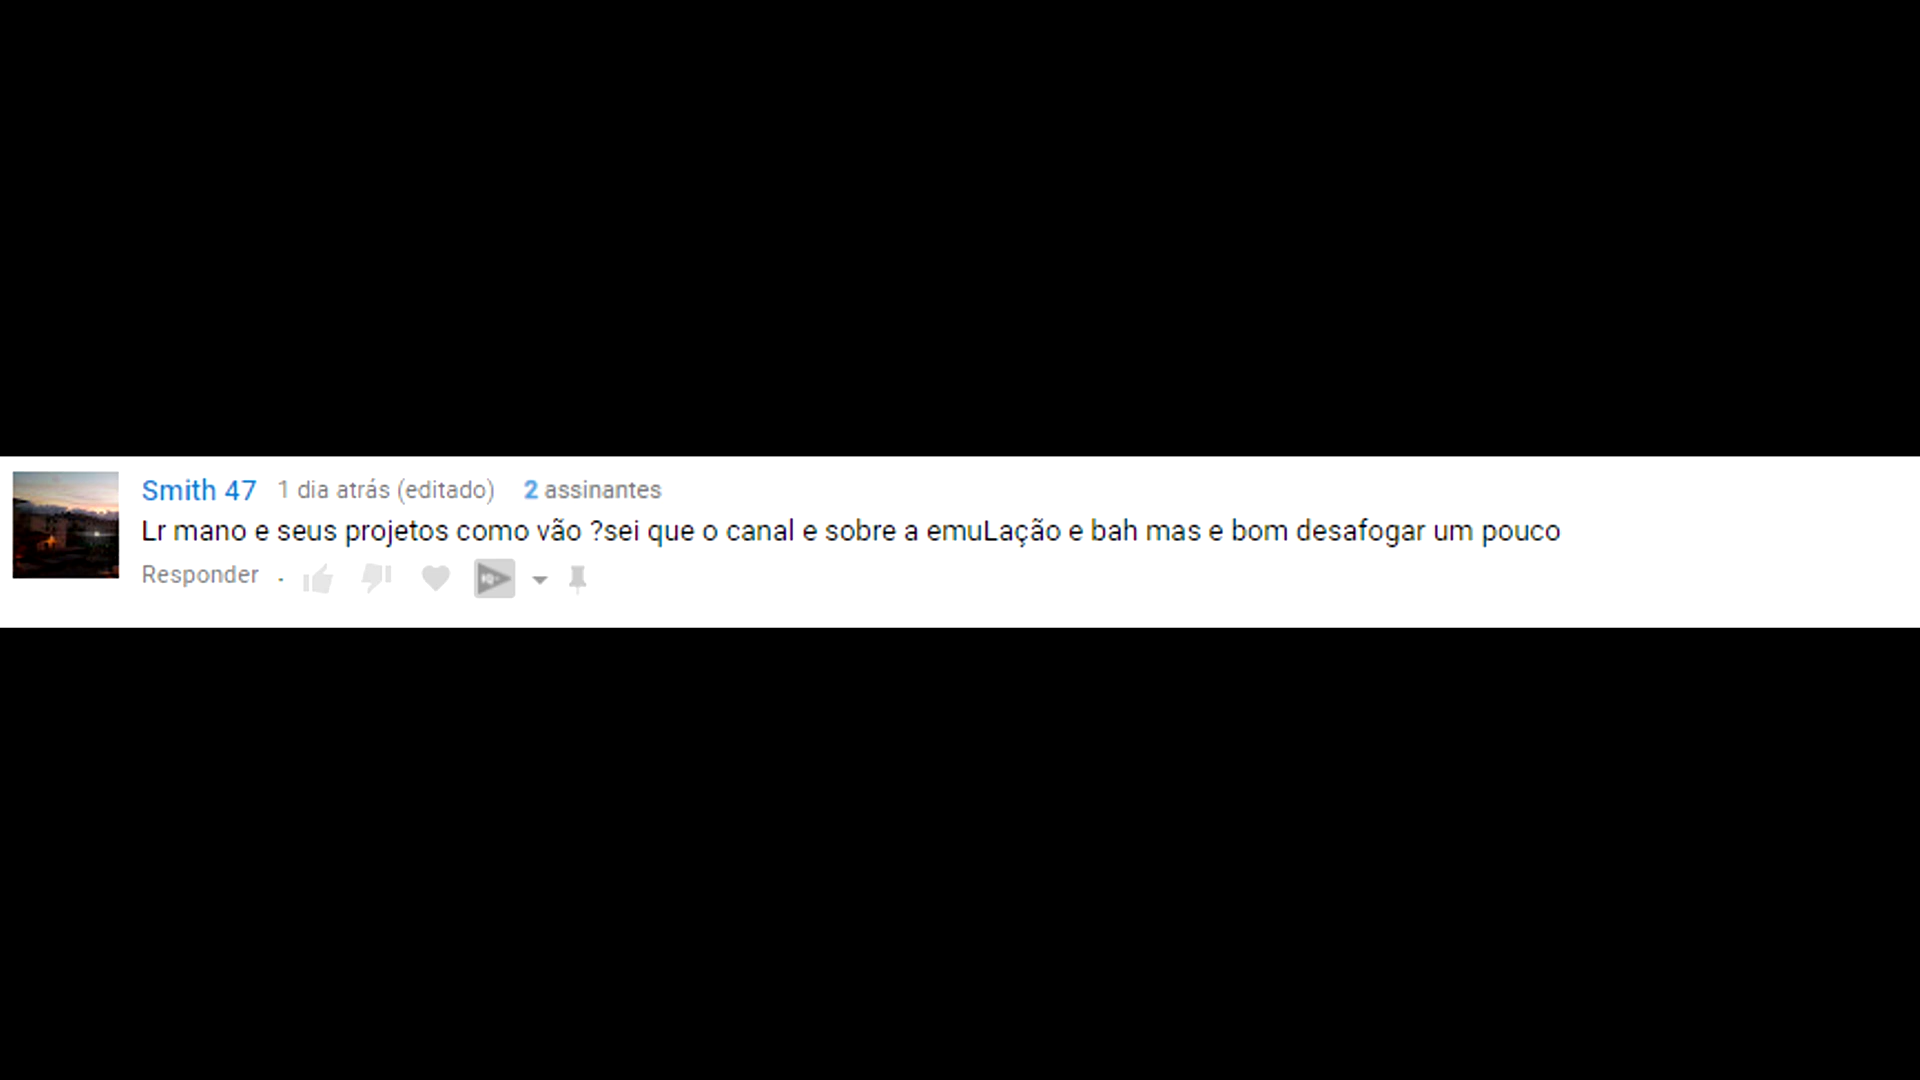 Smith 47 1 dia atrás (editado) 2 assinantes
Lr mano e seus projetos como vão ?sei que o canal e sobre a emuLação e bah mas e bom desafogar um pouco
Responder .